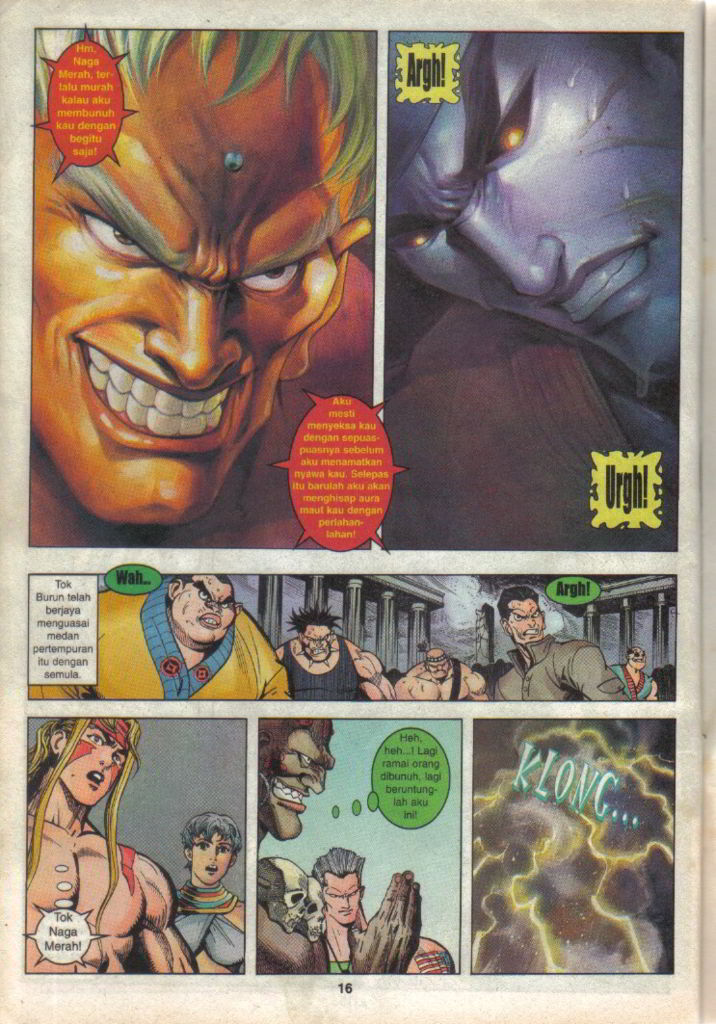 Hm,
Naga
Merah, ter-
lalu murah
kalau aku
membunuh
kau dengan
begitu
saja!
Argh!
Aku
mesti
menyeksa kau
dengan sepuas-
puasnya sebelum
aku menamatkan
nyawa kau. Selepas
itu barulah aku akan
menghisap aura
maut kau dengan
perlahan-
lahan!
Urgh!
Tok
Burun telah
berjaya
menguasai
medan
pertempuran
itu dengan
semula.
Wah...
Argh!
Tok
Naga
Merah!
Heh,
heh...! Lagi
ramai orang
dibunuh, lagi
beruntung-
lah aku
ini!
KLONG...
16